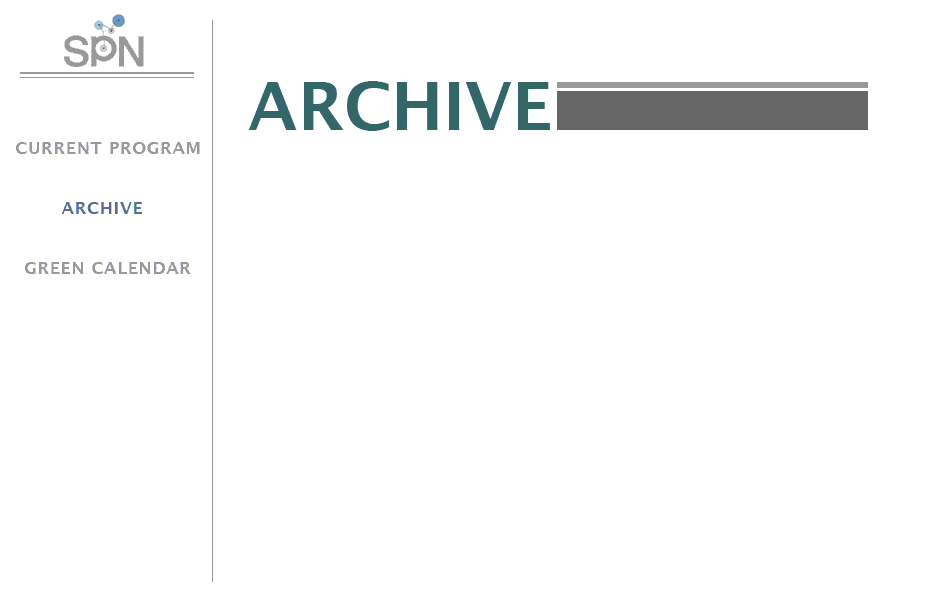 SPN
CURRENT PROGRAM
ARCHIVE
GREEN CALENDAR
ARCHIVE